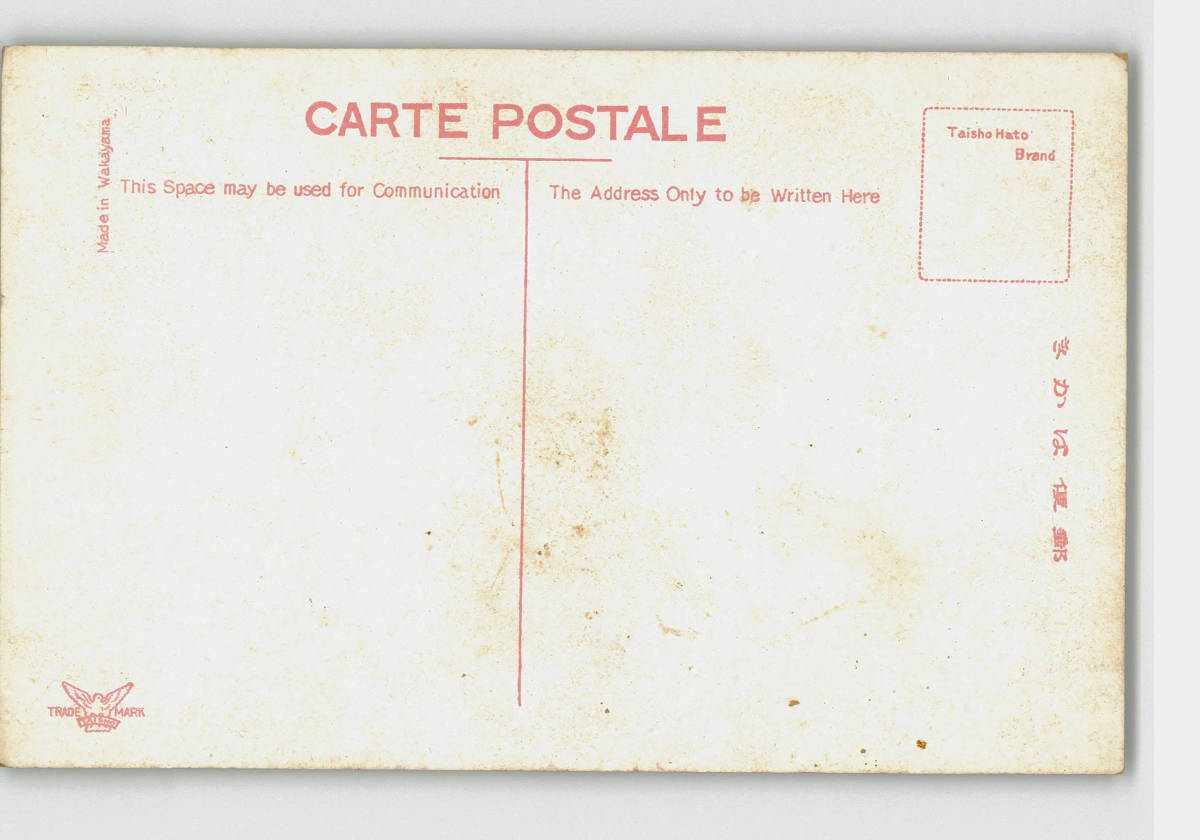 CARTE POSTALE
Made in Wakayama
This Space may be used for Communication
The Address Only to be Written Here
Taisho Hato
Brand
きかは便郵
TRADE MARK
TAISHO